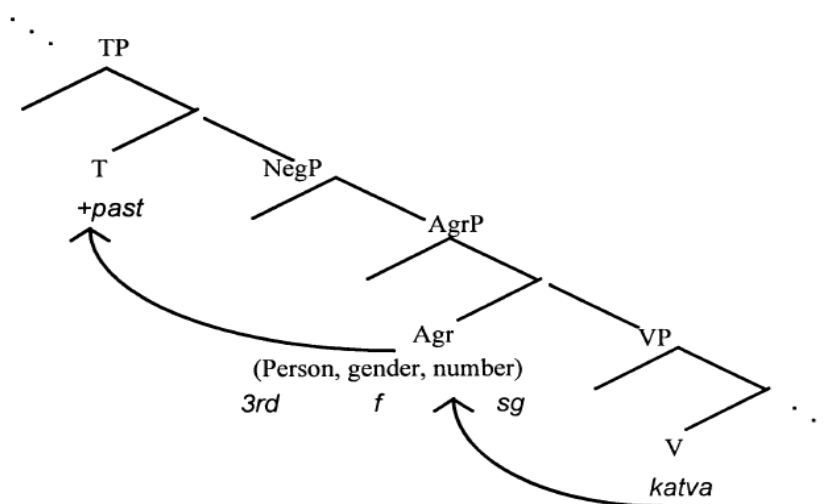 TP
T
NegP
+past
AgrP
Agr
VP
(Person, gender, number)
3rd f sg
V
katva